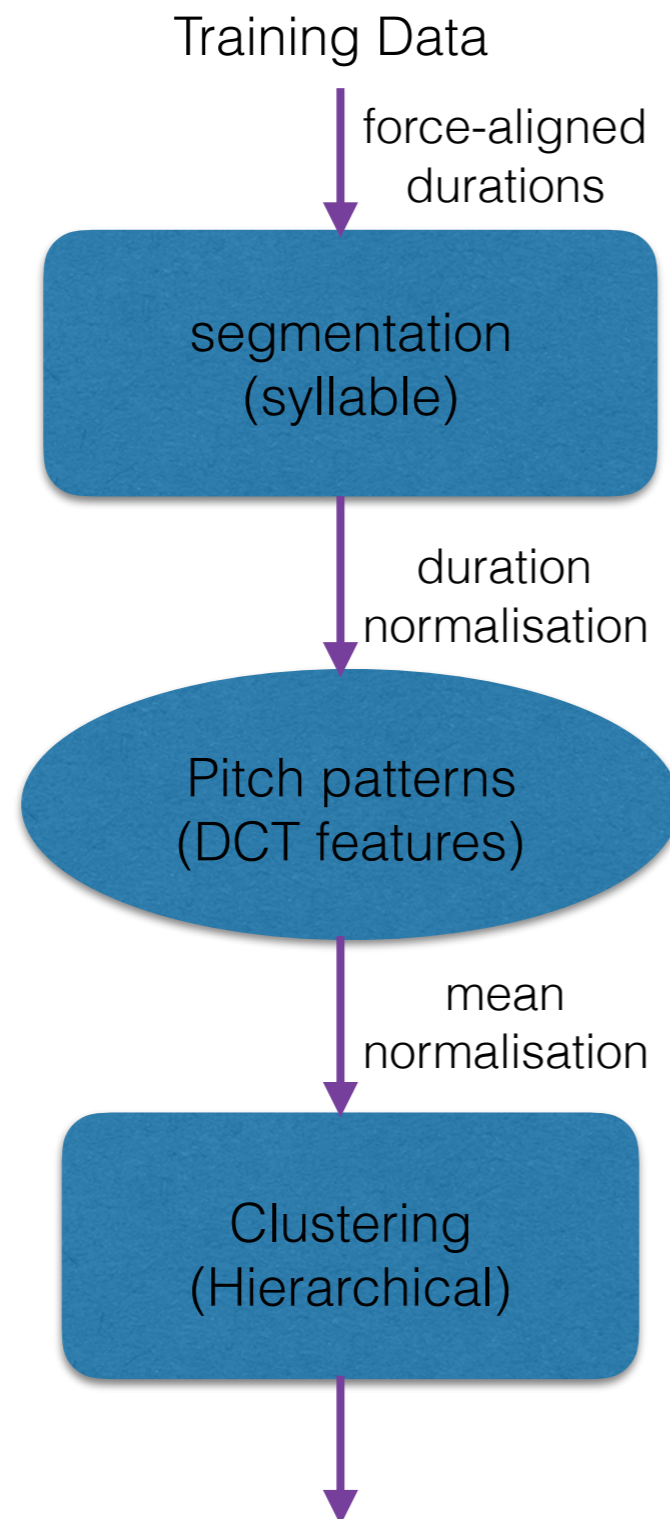 Training Data
force-aligned
durations
segmentation
(syllable)
duration
normalisation
Pitch patterns
(DCT features)
mean
normalisation
Clustering
(Hierarchical)